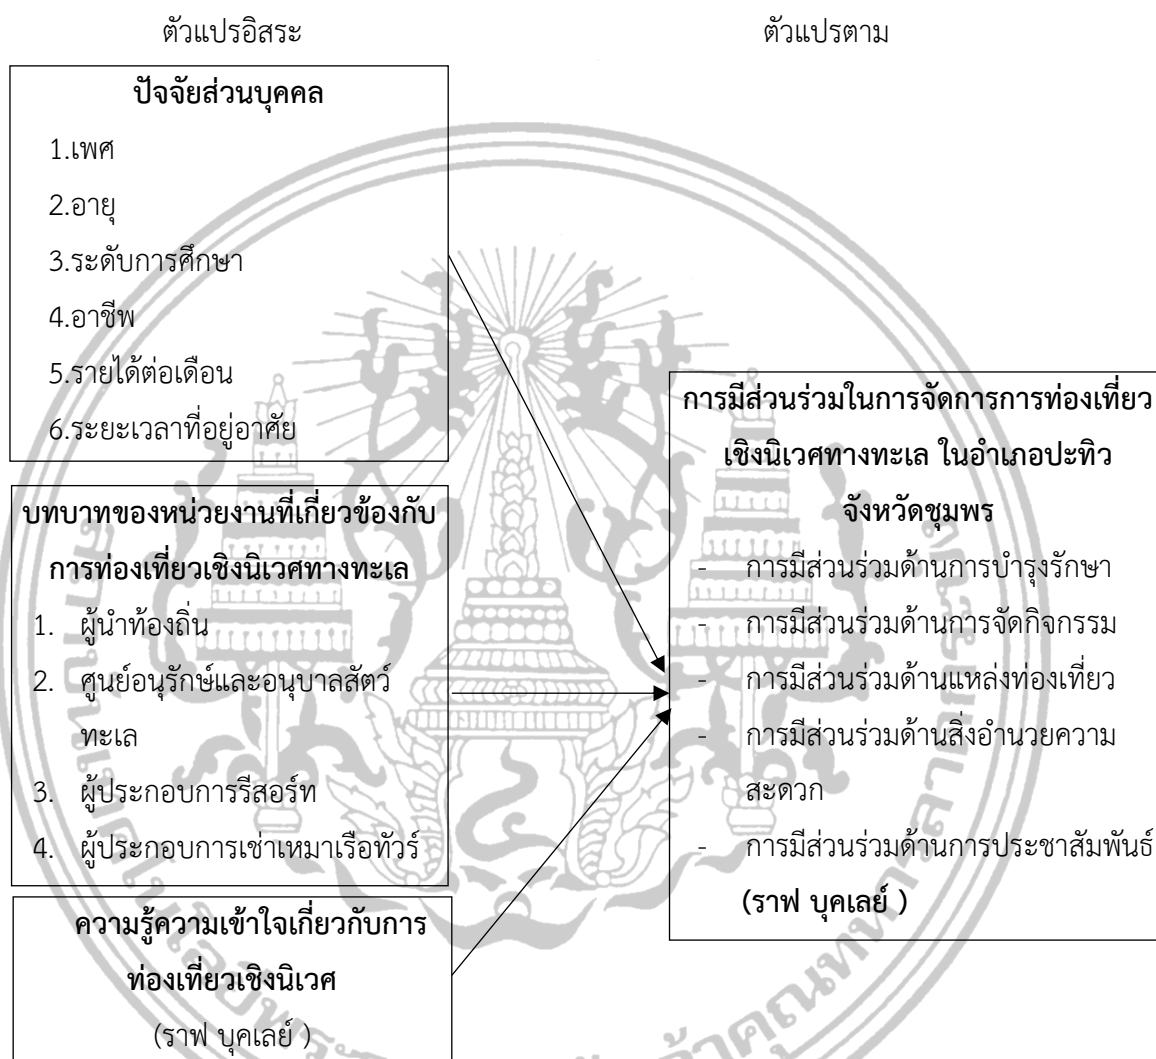 ตัวแปรอิสระ
ตัวแปรตาม
ปัจจัยส่วนบุคคล
1.เพศ
2.อายุ
3.ระดับการศึกษา
4.อาชีพ
5.รายได้ต่อเดือน
6.ระยะเวลาที่อยู่อาศัย
บทบาทของหน่วยงานที่เกี่ยวข้องกับ
การท่องเที่ยวเชิงนิเวศทางทะเล
1. ผู้นำท้องถิ่น
2. ศูนย์อนุรักษ์และอนุบาลสัตว์
ทะเล
3. ผู้ประกอบการรีสอร์ท
4. ผู้ประกอบการเช่าเหมาเรือทัวร์
ความรู้ความเข้าใจเกี่ยวกับการ
ท่องเที่ยวเชิงนิเวศ
(ราฟ บุคเลย์ )
การมีส่วนร่วมในการจัดการการท่องเที่ยว
เชิงนิเวศทางทะเล ในอำเภอปะทิว
จังหวัดชุมพร
- การมีส่วนร่วมด้านการบำรุงรักษา
- การมีส่วนร่วมด้านการจัดกิจกรรม
- การมีส่วนร่วมด้านแหล่งท่องเที่ยว
- การมีส่วนร่วมด้านสิ่งอำนวยความ
สะดวก
- การมีส่วนร่วมด้านการประชาสัมพันธ์
(ราฟ บุคเลย์ )